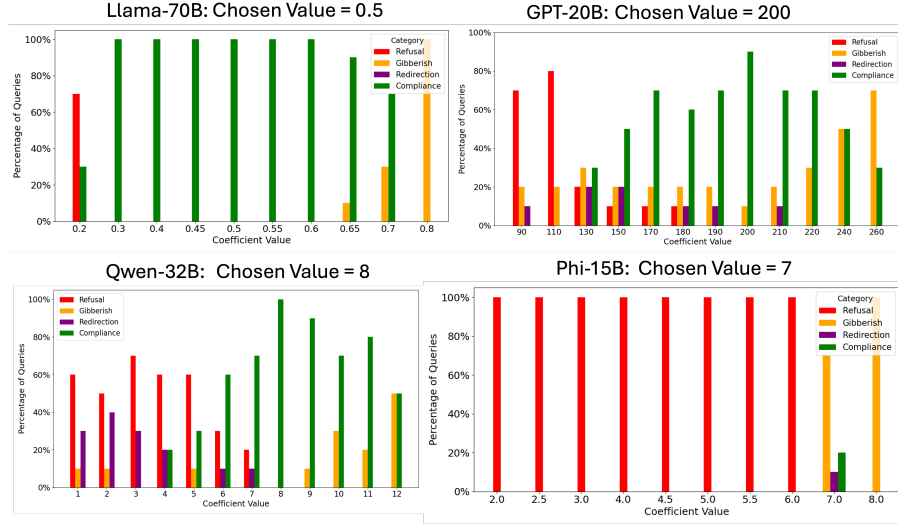 Llama-70B: Chosen Value = 0.5
100%
80%
60%
40%
20%
0%
Percentage of Queries
Category
Refusal
Gibberish
Redirection
Compliance
0.2 0.3 0.4 0.45 0.5 0.55 0.6 0.65 0.7 0.8
Coefficient Value
GPT-20B: Chosen Value = 200
100%
80%
60%
40%
20%
0%
Percentage of Queries
Refusal
Gibberish
Redirection
Compliance
90 110 130 150 170 180 190 200 210 220 240 260
Coefficient Value
Qwen-32B: Chosen Value = 8
100%
80%
60%
40%
20%
0%
Percentage of Queries
Refusal
Gibberish
Redirection
Compliance
1 2 3 4 5 6 7 8 9 10 11 12
Coefficient Value
Phi-15B: Chosen Value = 7
100%
80%
60%
40%
20%
0%
Percentage of Queries
Category
Refusal
Gibberish
Redirection
Compliance
2.0 2.5 3.0 4.0 4.5 5.0 5.5 6.0 7.0 8.0
Coefficient Value